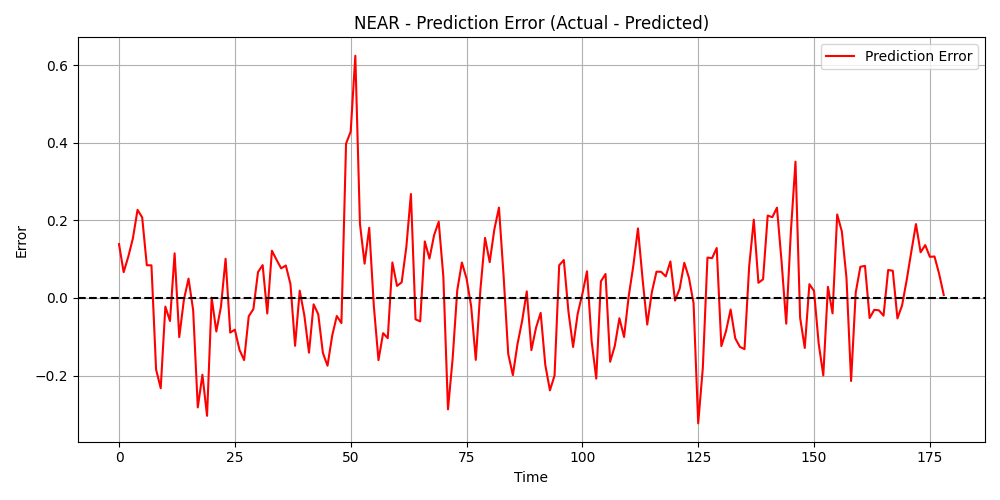 NEAR - Prediction Error (Actual - Predicted)
Prediction Error
0.6
0.4
0.2
0.0
−0.2
Error
0 25 50 75 100 125 150 175
Time